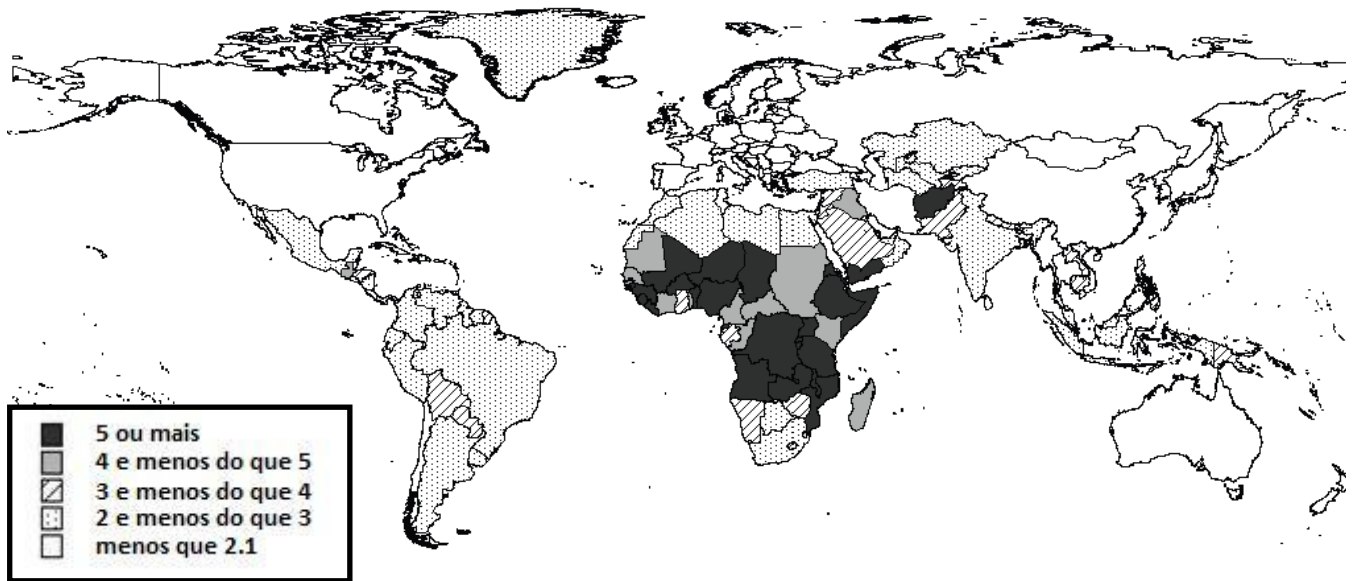 5 ou mais
4 e menos do que 5
3 e menos do que 4
2 e menos do que 3
menos que 2.1